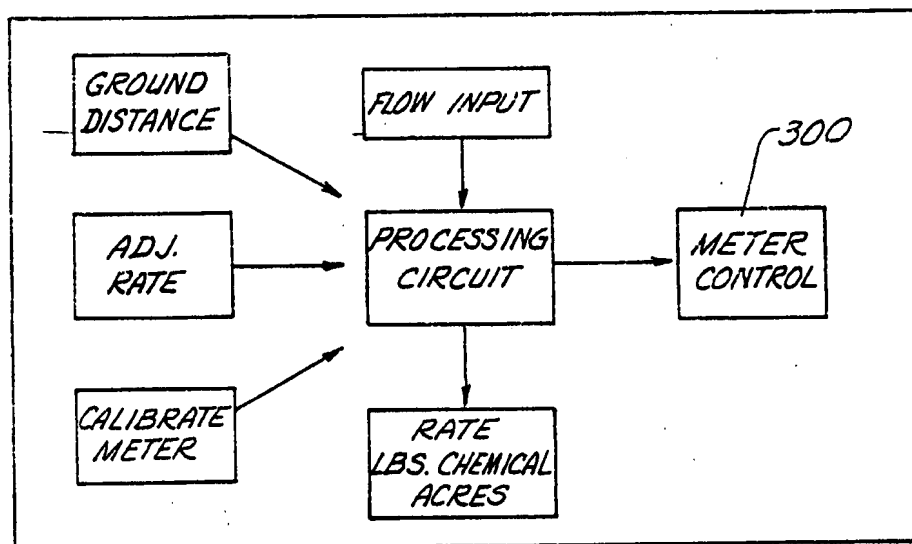 GROUND
DISTANCE
FLOW INPUT
300
ADJ.
RATE
PROCESSING
CIRCUIT
METER
CONTROL
CALIBRATE
METER
RATE
LBS. CHEMICAL
ACRES